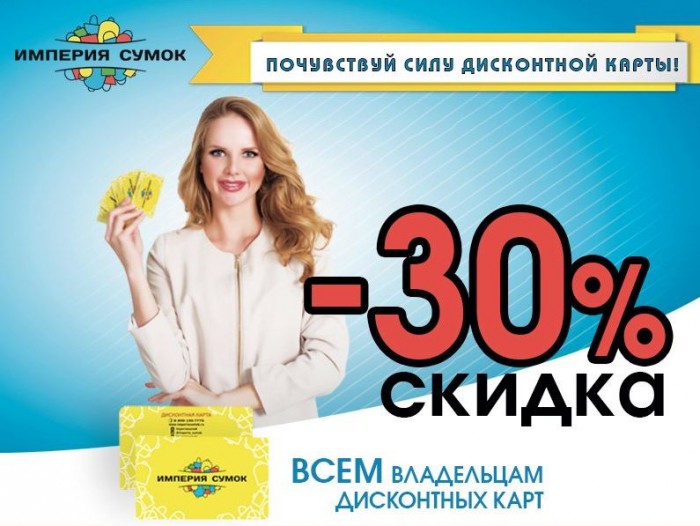 ИМПЕРИЯ СУМОК
ПОЧУВСТВУЙ СИЛУ ДИСКОНТНОЙ КАРТЫ!
-30%
скидка
ДИСКОНТНАЯ КАРТА
ИМПЕРИЯ СУМОК
ВСЕМ ВЛАДЕЛЬЦАМ
ДИСКОНТНЫХ КАРТ